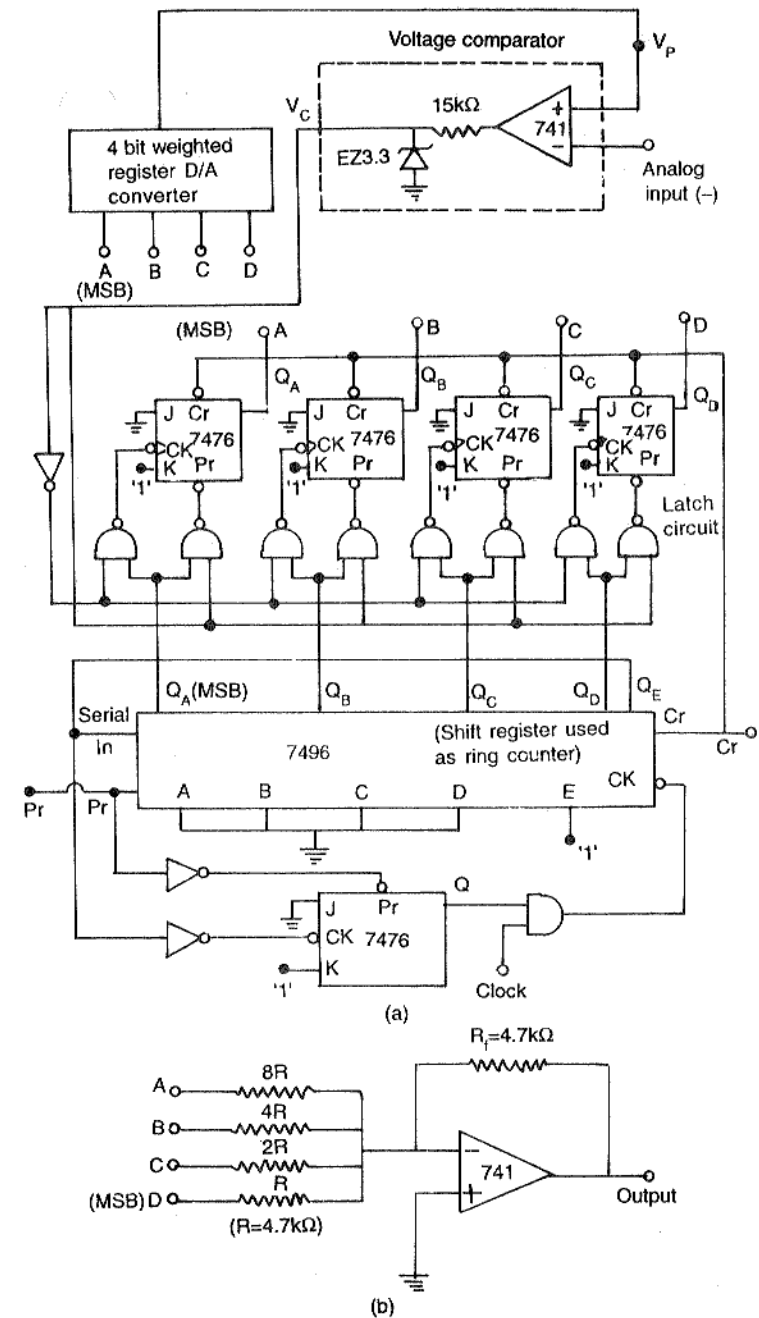 Voltage comparator
V_P
V_C
15kΩ
+
741
−
EZ3.3
Analog
input (–)
4 bit weighted
register D/A
converter
A B C D
(MSB)
(MSB) A B C D
Q_A Q_B Q_C Q_D
J Cr J Cr J Cr J Cr
CK 7476 CK 7476 CK 7476 CK 7476
K Pr K Pr K Pr K Pr
'1' '1' '1' '1'
Latch
circuit
Q_A(MSB) Q_B Q_C Q_D Q_E
Serial
In
(Shift register used
as ring counter)
7496
Cr
Cr
CK
Pr Pr
A B C D E
'1'
J Pr Q
CK 7476
K
'1'
Clock
(a)
R_f=4.7kΩ
A 8R
B 4R
C 2R
(MSB) D R
(R=4.7kΩ)
−
741
+
Output
(b)